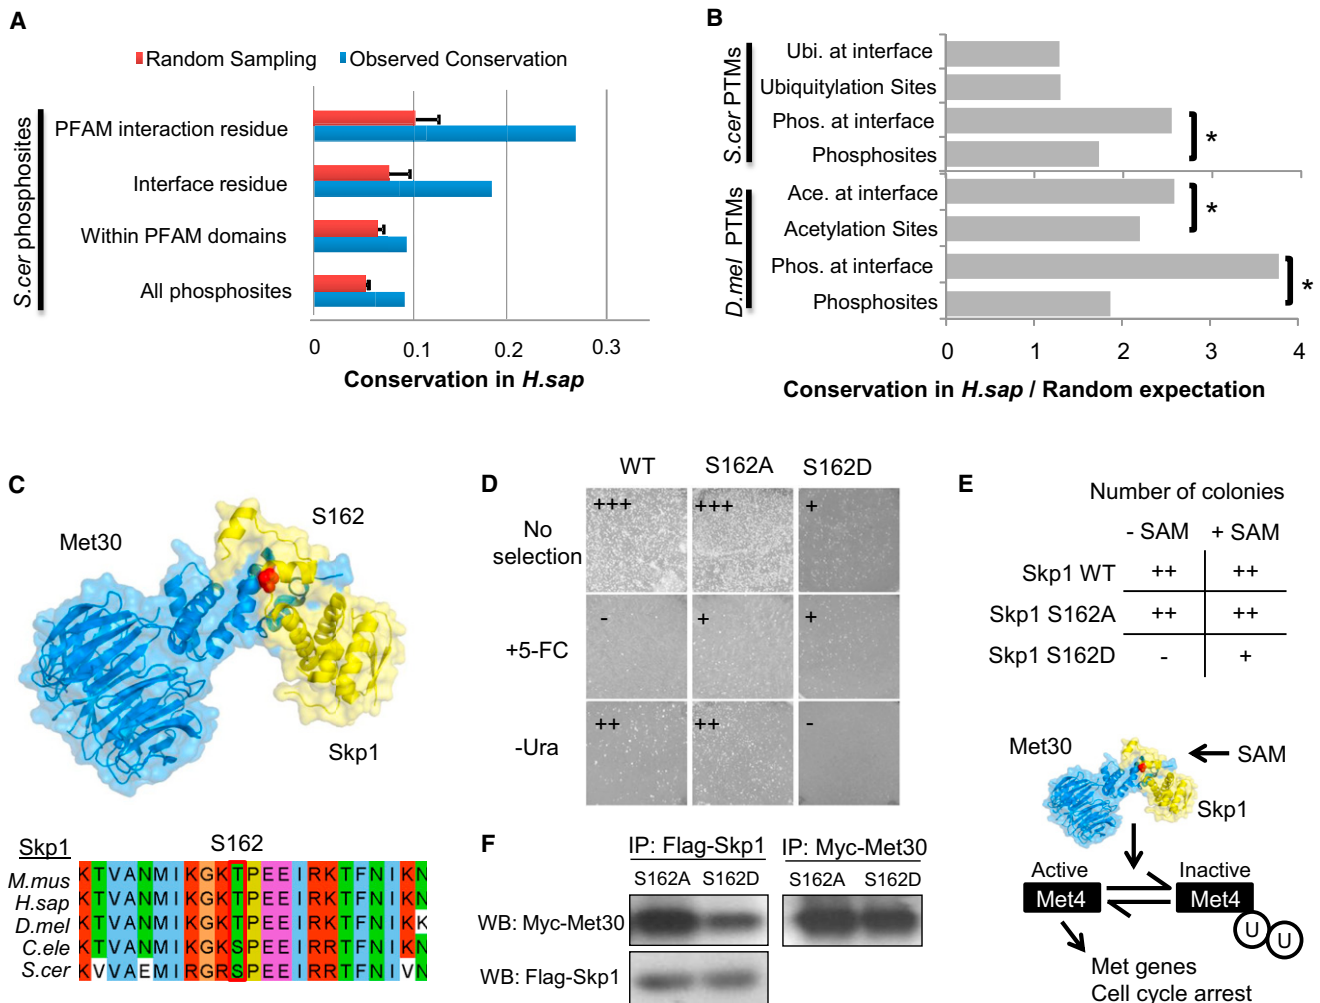 A
Random Sampling
Observed Conservation
S.cer phosphosites
PFAM interaction residue
Interface residue
Within PFAM domains
All phosphosites
0 0.1 0.2 0.3
Conservation in H.sap
B
S.cer PTMs
Ubi. at interface
Ubiquitylation Sites
Phos. at interface
*
Phosphosites
D.mel PTMs
Ace. at interface
*
Acetylation Sites
Phos. at interface
*
Phosphosites
0 1 2 3 4
Conservation in H.sap / Random expectation
C
S162
Met30
Skp1
S162
Skp1
M.mus KTVANMIKGKTPEEIRKTFNIKN
H.sap KTVANMIKGKTPEEIRKTFNIKN
D.mel KTVANMIKGKTPEEIRKTFNIKK
C.ele KTVANMIKGKSPEEIRRTFNIKN
S.cer KVVAEMIRGRSPEEIRRTFNIVN
D
WT S162A S162D
No selection +++ +++ +
+5-FC - + +
-Ura ++ ++ -
E
Number of colonies
- SAM + SAM
Skp1 WT ++ ++
Skp1 S162A ++ ++
Skp1 S162D - +
Met30
SAM
Skp1
Active Inactive
Met4 Met4
U U
Met genes
Cell cycle arrest
F
IP: Flag-Skp1 IP: Myc-Met30
S162A S162D S162A S162D
WB: Myc-Met30
WB: Flag-Skp1